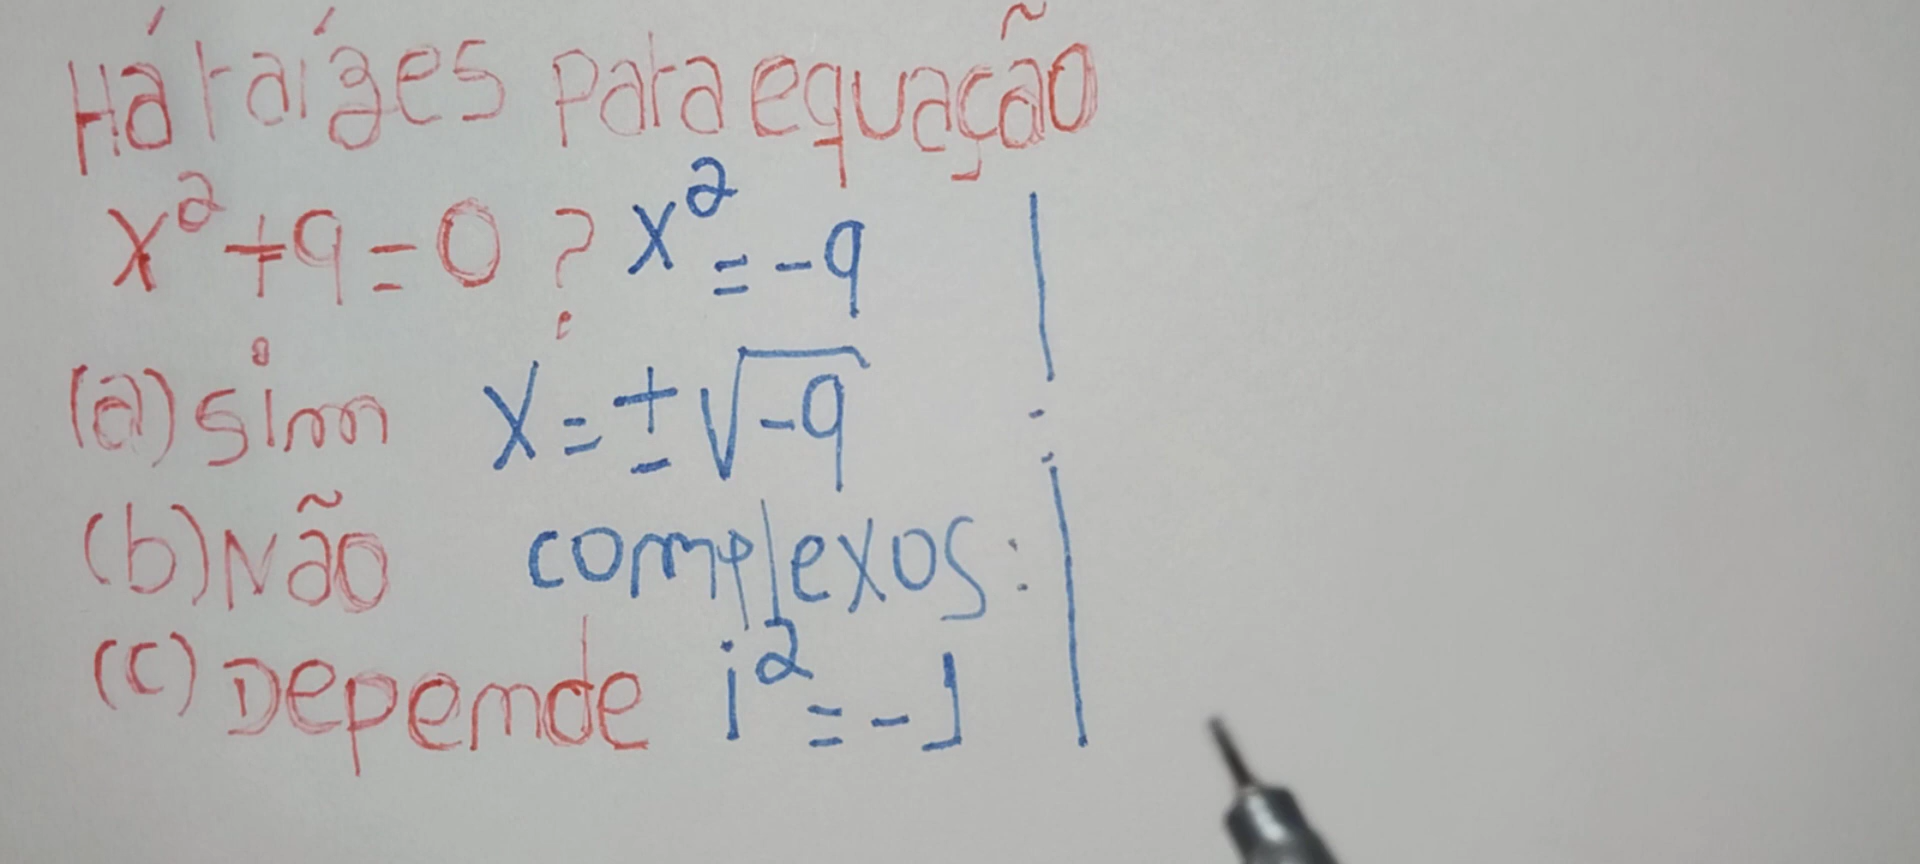 Há raízes para equação
x²+9=0 ? x² = -9
(a) Sim x = ± √-9
(b) Não complexos:
(c) Depende i² = -1